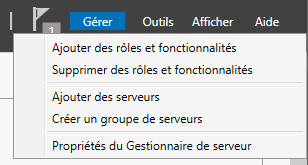 1 Gérer Outils Afficher Aide
Ajouter des rôles et fonctionnalités
Supprimer des rôles et fonctionnalités
Ajouter des serveurs
Créer un groupe de serveurs
Propriétés du Gestionnaire de serveur